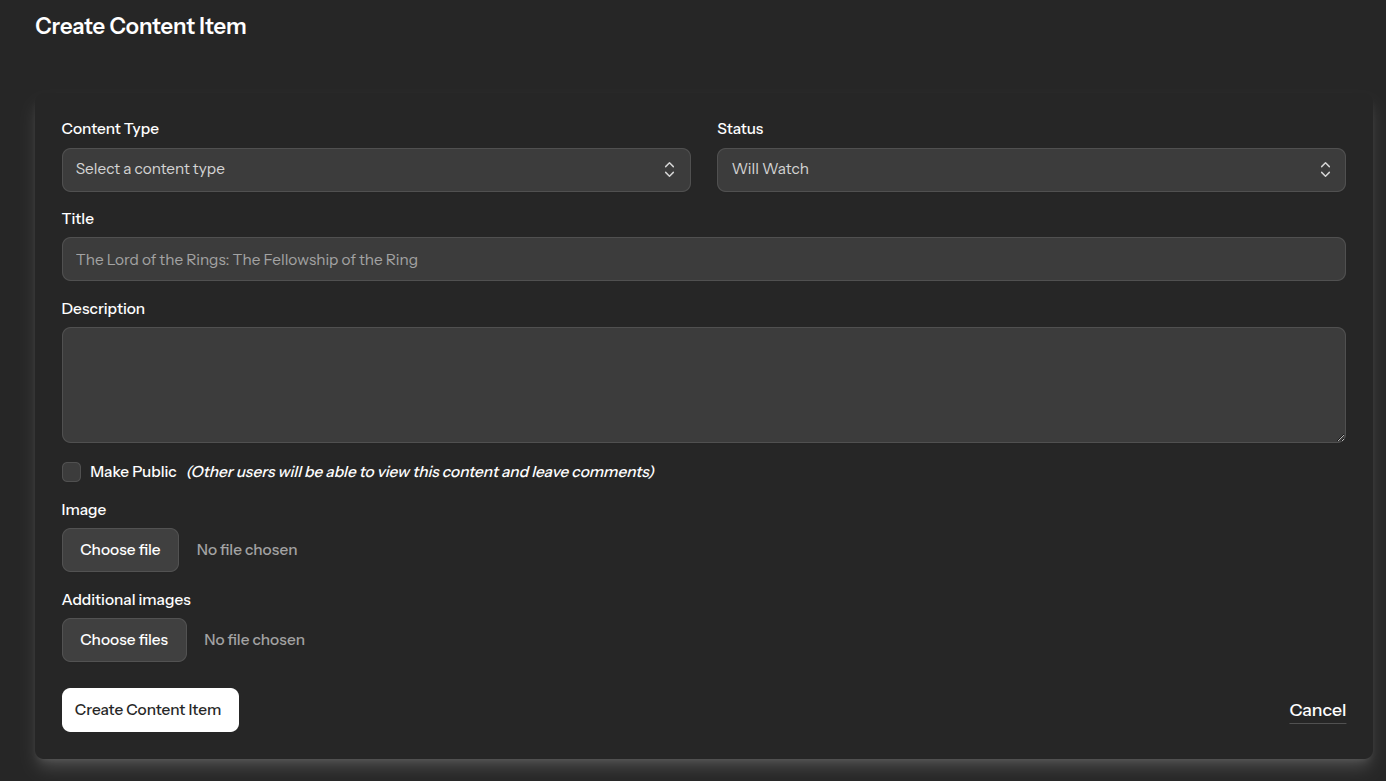 Create Content Item
Content Type
Status
Select a content type
Will Watch
Title
The Lord of the Rings: The Fellowship of the Ring
Description
Make Public (Other users will be able to view this content and leave comments)
Image
Choose file No file chosen
Additional images
Choose files No file chosen
Create Content Item
Cancel